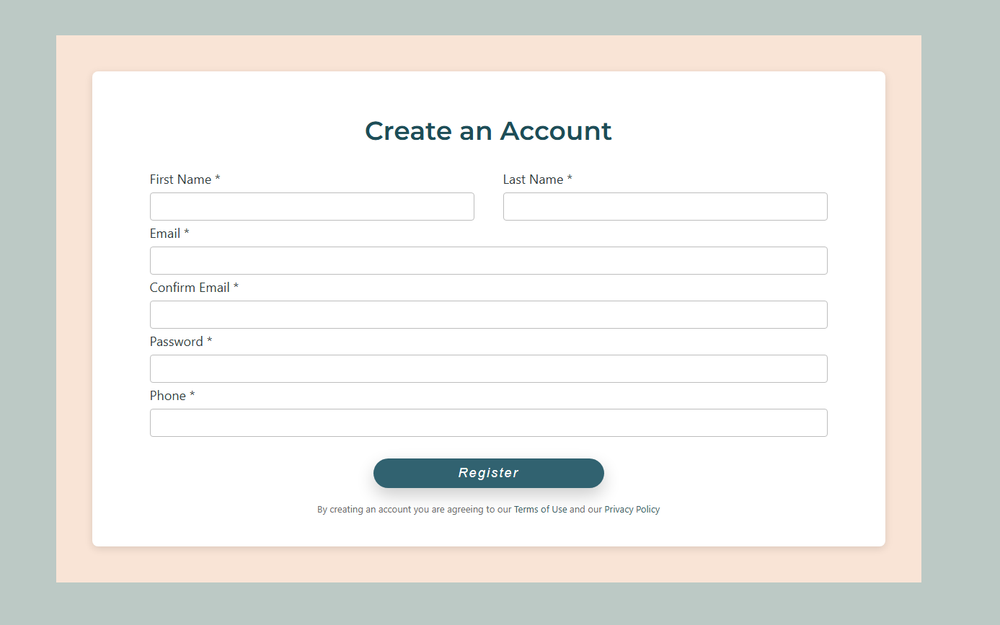 Create an Account
First Name * Last Name *
Email *
Confirm Email *
Password *
Phone *
Register
By creating an account you are agreeing to our Terms of Use and our Privacy Policy